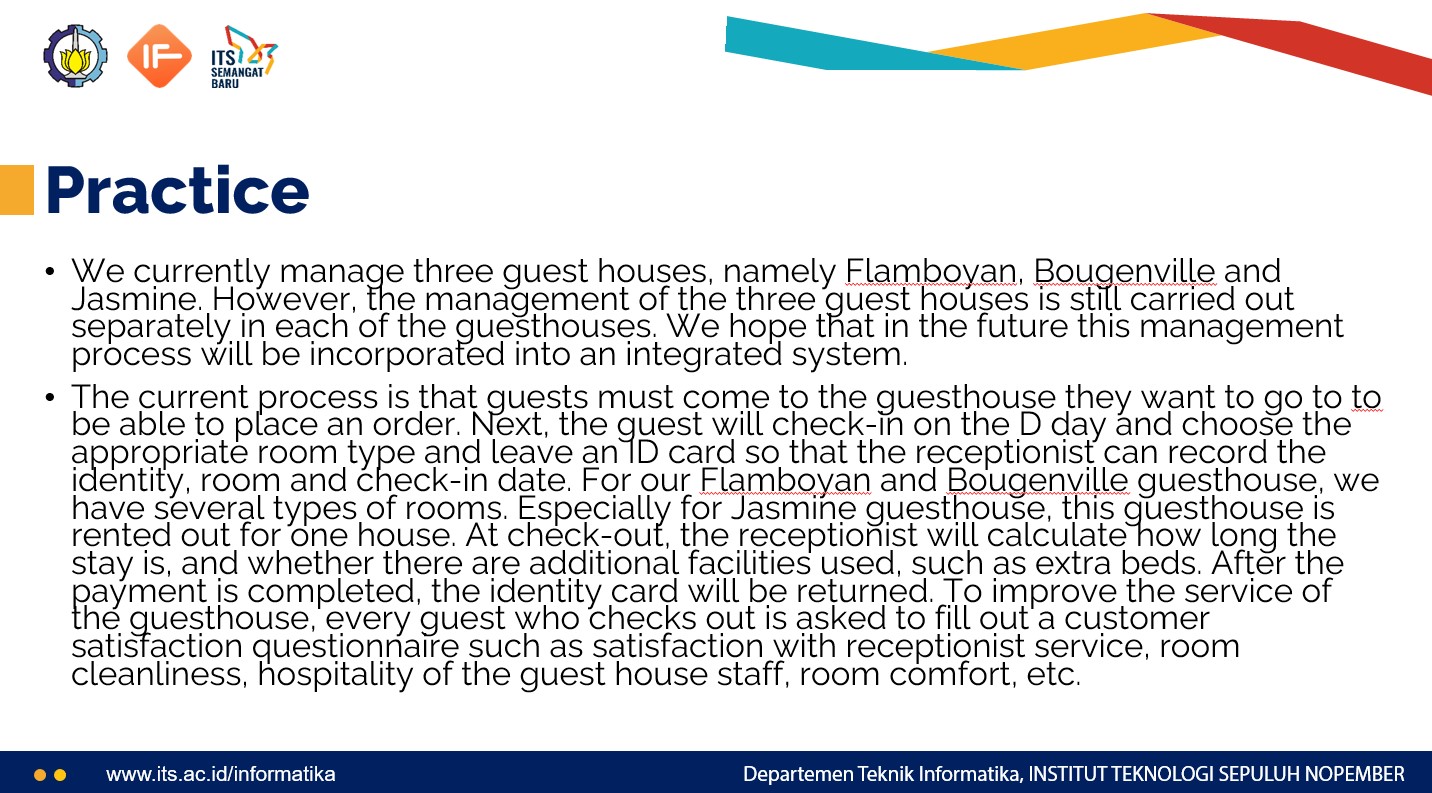 IF
ITS
SEMANGAT
BARU
Practice
• We currently manage three guest houses, namely Flamboyan, Bougenville and
Jasmine. However, the management of the three guest houses is still carried out
separately in each of the guesthouses. We hope that in the future this management
process will be incorporated into an integrated system.
• The current process is that guests must come to the guesthouse they want to go to to
be able to place an order. Next, the guest will check-in on the D day and choose the
appropriate room type and leave an ID card so that the receptionist can record the
identity, room and check-in date. For our Flamboyan and Bougenville guesthouse, we
have several types of rooms. Especially for Jasmine guesthouse, this guesthouse is
rented out for one house. At check-out, the receptionist will calculate how long the
stay is, and whether there are additional facilities used, such as extra beds. After the
payment is completed, the identity card will be returned. To improve the service of
the guesthouse, every guest who checks out is asked to fill out a customer
satisfaction questionnaire such as satisfaction with receptionist service, room
cleanliness, hospitality of the guest house staff, room comfort, etc.
www.its.ac.id/informatika
Departemen Teknik Informatika, INSTITUT TEKNOLOGI SEPULUH NOPEMBER